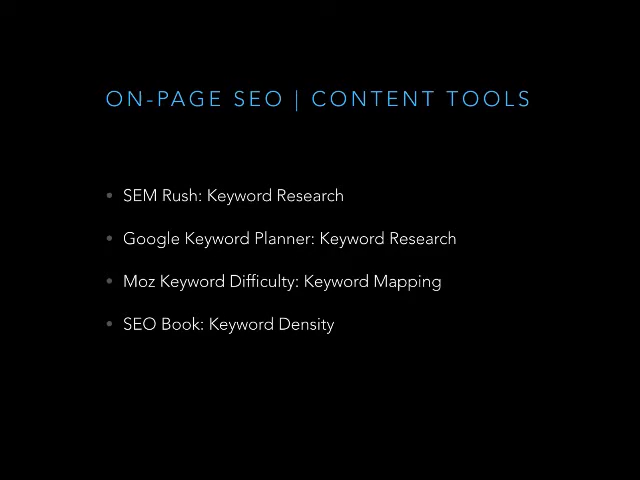 ON-PAGE SEO | CONTENT TOOLS
• SEM Rush: Keyword Research
• Google Keyword Planner: Keyword Research
• Moz Keyword Difficulty: Keyword Mapping
• SEO Book: Keyword Density